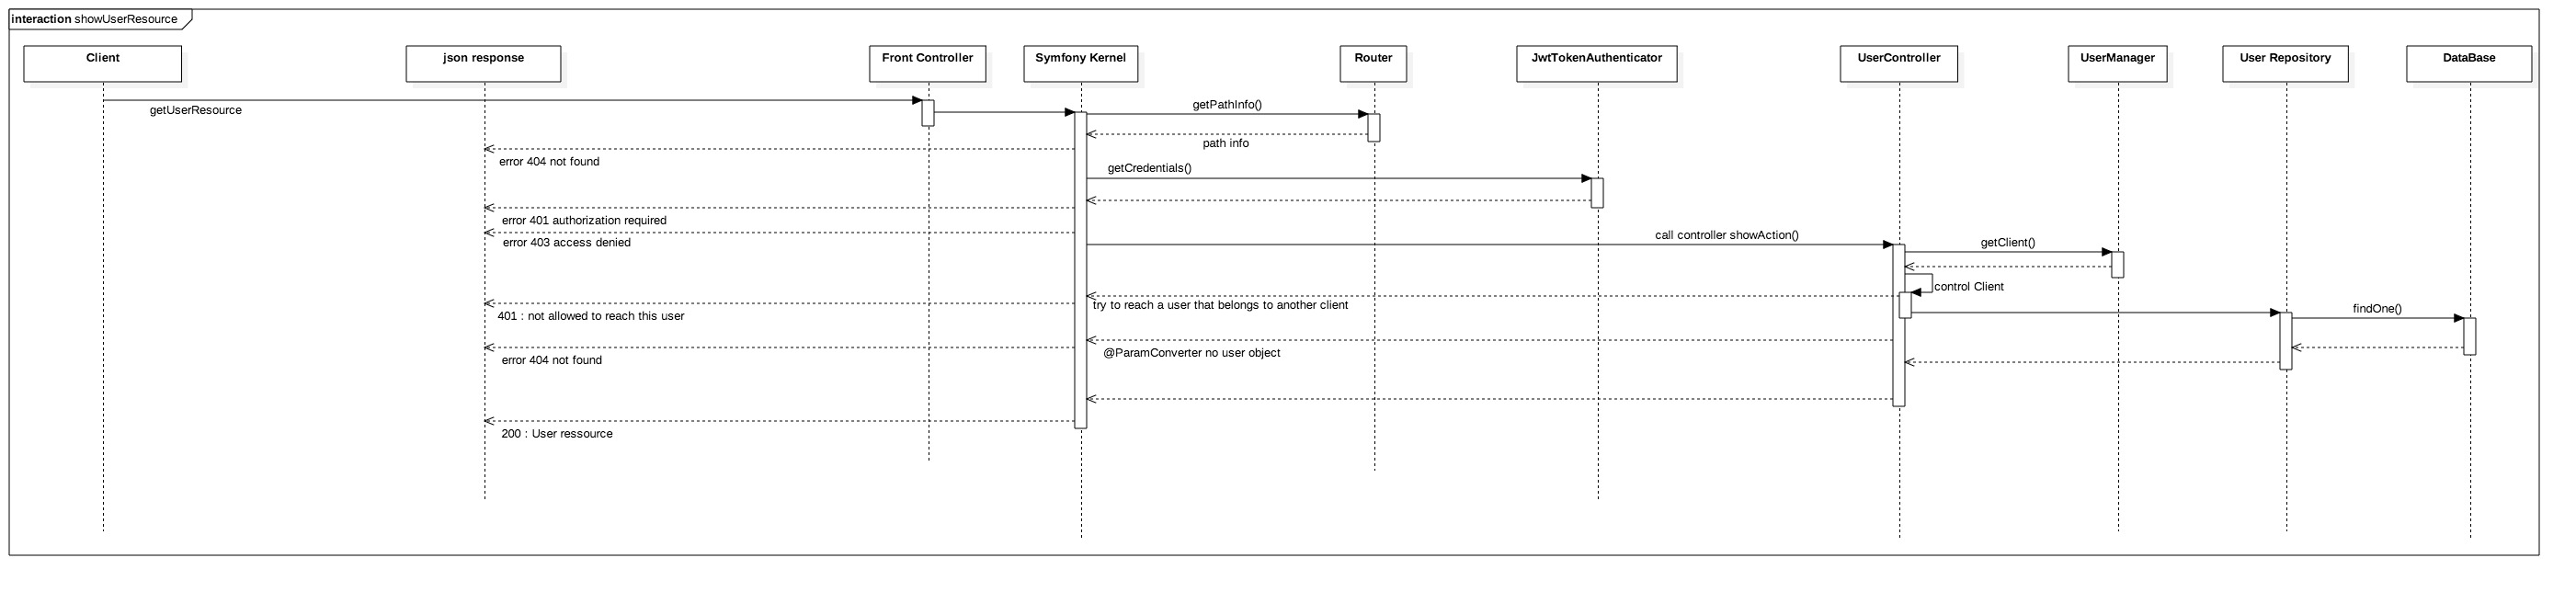 interaction showUserResource
Client
json response
Front Controller
Symfony Kernel
Router
JwtTokenAuthenticator
UserController
UserManager
User Repository
DataBase
getUserResource
getPathInfo()
path info
error 404 not found
getCredentials()
error 401 authorization required
error 403 access denied
call controller showAction()
getClient()
control Client
try to reach a user that belongs to another client
401 : not allowed to reach this user
findOne()
@ParamConverter no user object
error 404 not found
200 : User ressource